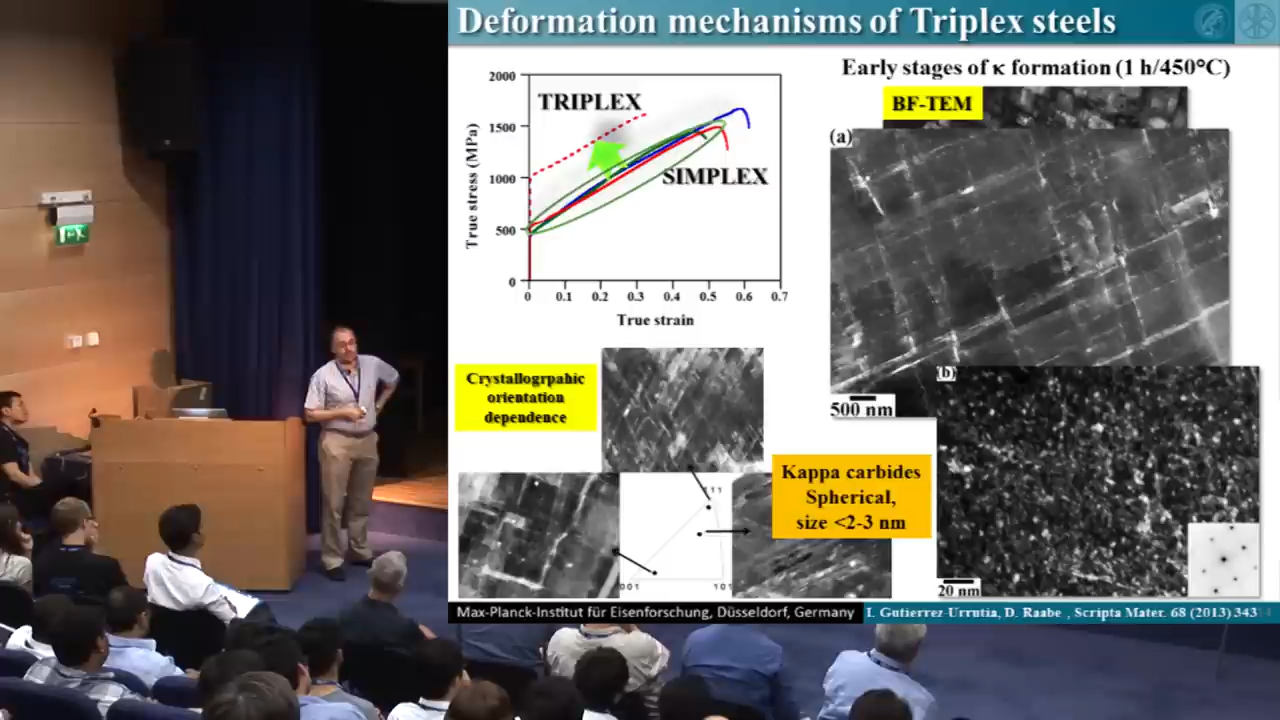 Deformation mechanisms of Triplex steels
Early stages of κ formation (1 h/450°C)
BF-TEM
(a)
500 nm
(b)
20 nm
True stress (MPa)
2000
1500
1000
500
0
0 0.1 0.2 0.3 0.4 0.5 0.6 0.7
True strain
TRIPLEX
SIMPLEX
Crystallogrpahic
orientation
dependence
111
001
Kappa carbides
Spherical,
size <2-3 nm
Max-Planck-Institut für Eisenforschung, Düsseldorf, Germany
I. Gutierrez-Urrutia, D. Raabe , Scripta Mater. 68 (2013) 343